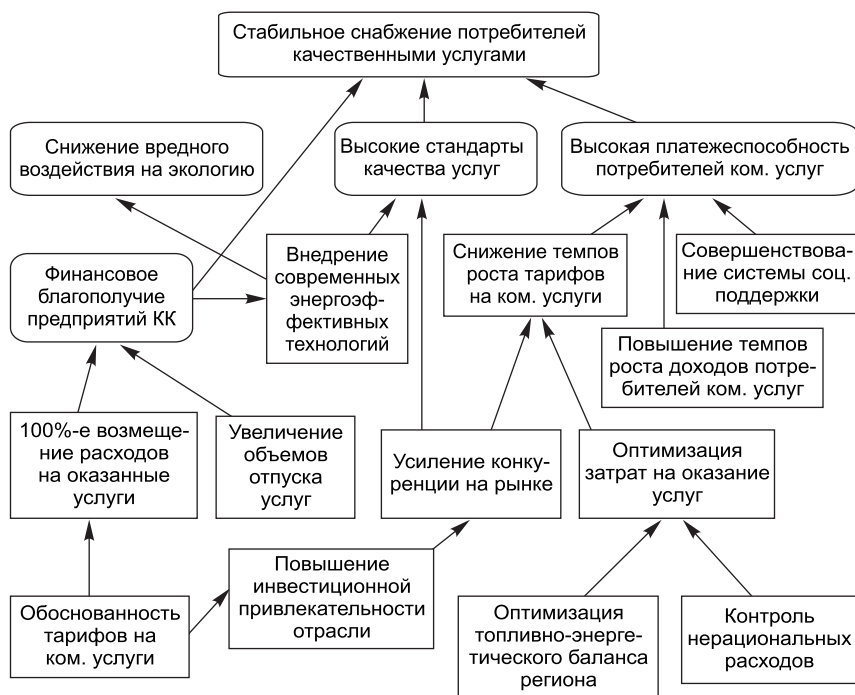 Стабильное снабжение потребителей
качественными услугами
Снижение вредного
воздействия на экологию
Высокие стандарты
качества услуг
Высокая платежеспособность
потребителей ком. услуг
Финансовое
благополучие
предприятий КК
Внедрение
современных
энергоэф-
фективных
технологий
Снижение темпов
роста тарифов
на ком. услуги
Совершенствова-
ние системы соц.
поддержки
Повышение темпов
роста доходов потре-
бителей ком. услуг
100%-е возмеще-
ние расходов
на оказанные
услуги
Увеличение
объемов
отпуска
услуг
Усиление конку-
ренции на рынке
Оптимизация
затрат на оказание
услуг
Обоснованность
тарифов на
ком. услуги
Повышение
инвестиционной
привлекательности
отрасли
Оптимизация
топливно-энерге-
тического баланса
региона
Контроль
нерациональных
расходов